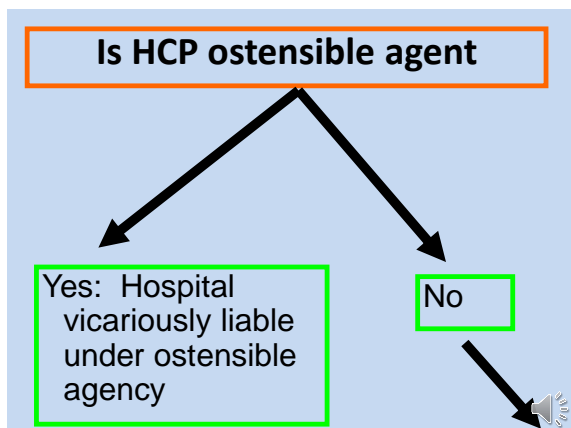 Is HCP ostensible agent
Yes: Hospital
vicariously liable
under ostensible
agency
No